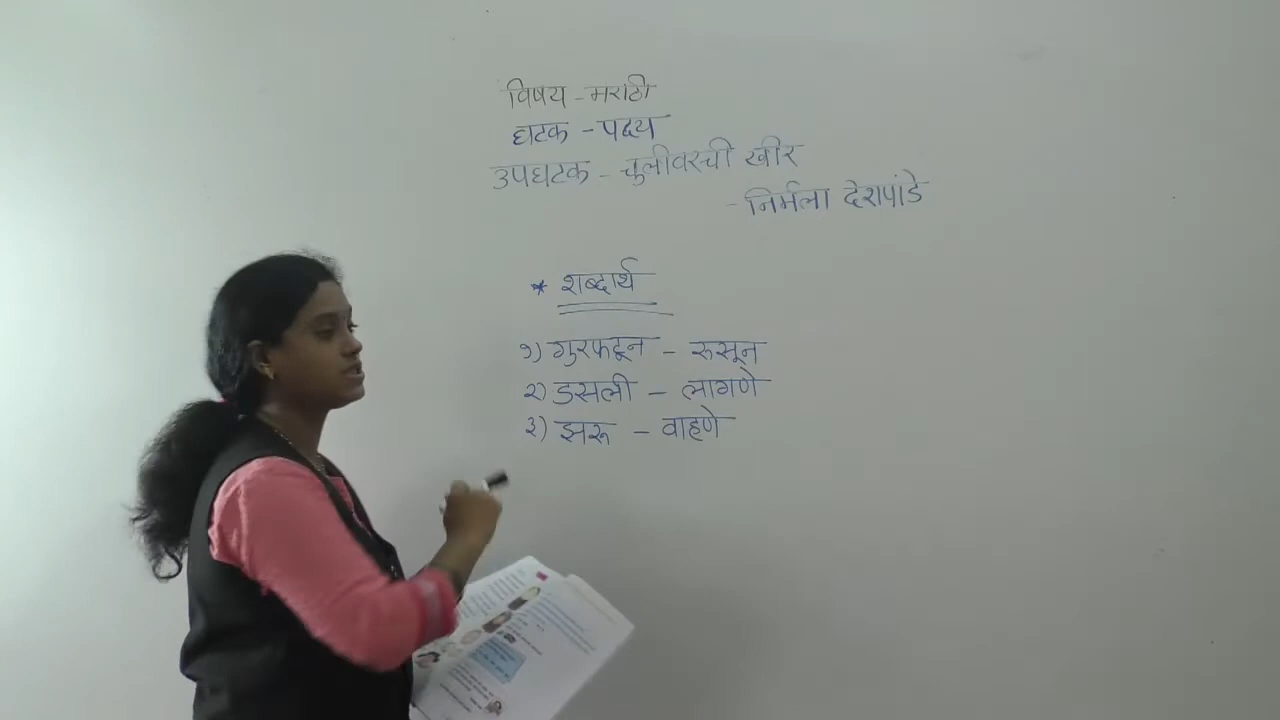 विषय - मराठी
घटक - पद्य
उपघटक - चुलीवरची खीर
- निर्मला देशपांडे
* शब्दार्थ
१) गुरफटून - रुसून
२) डसली - लागणे
३) झरू - वाहणे